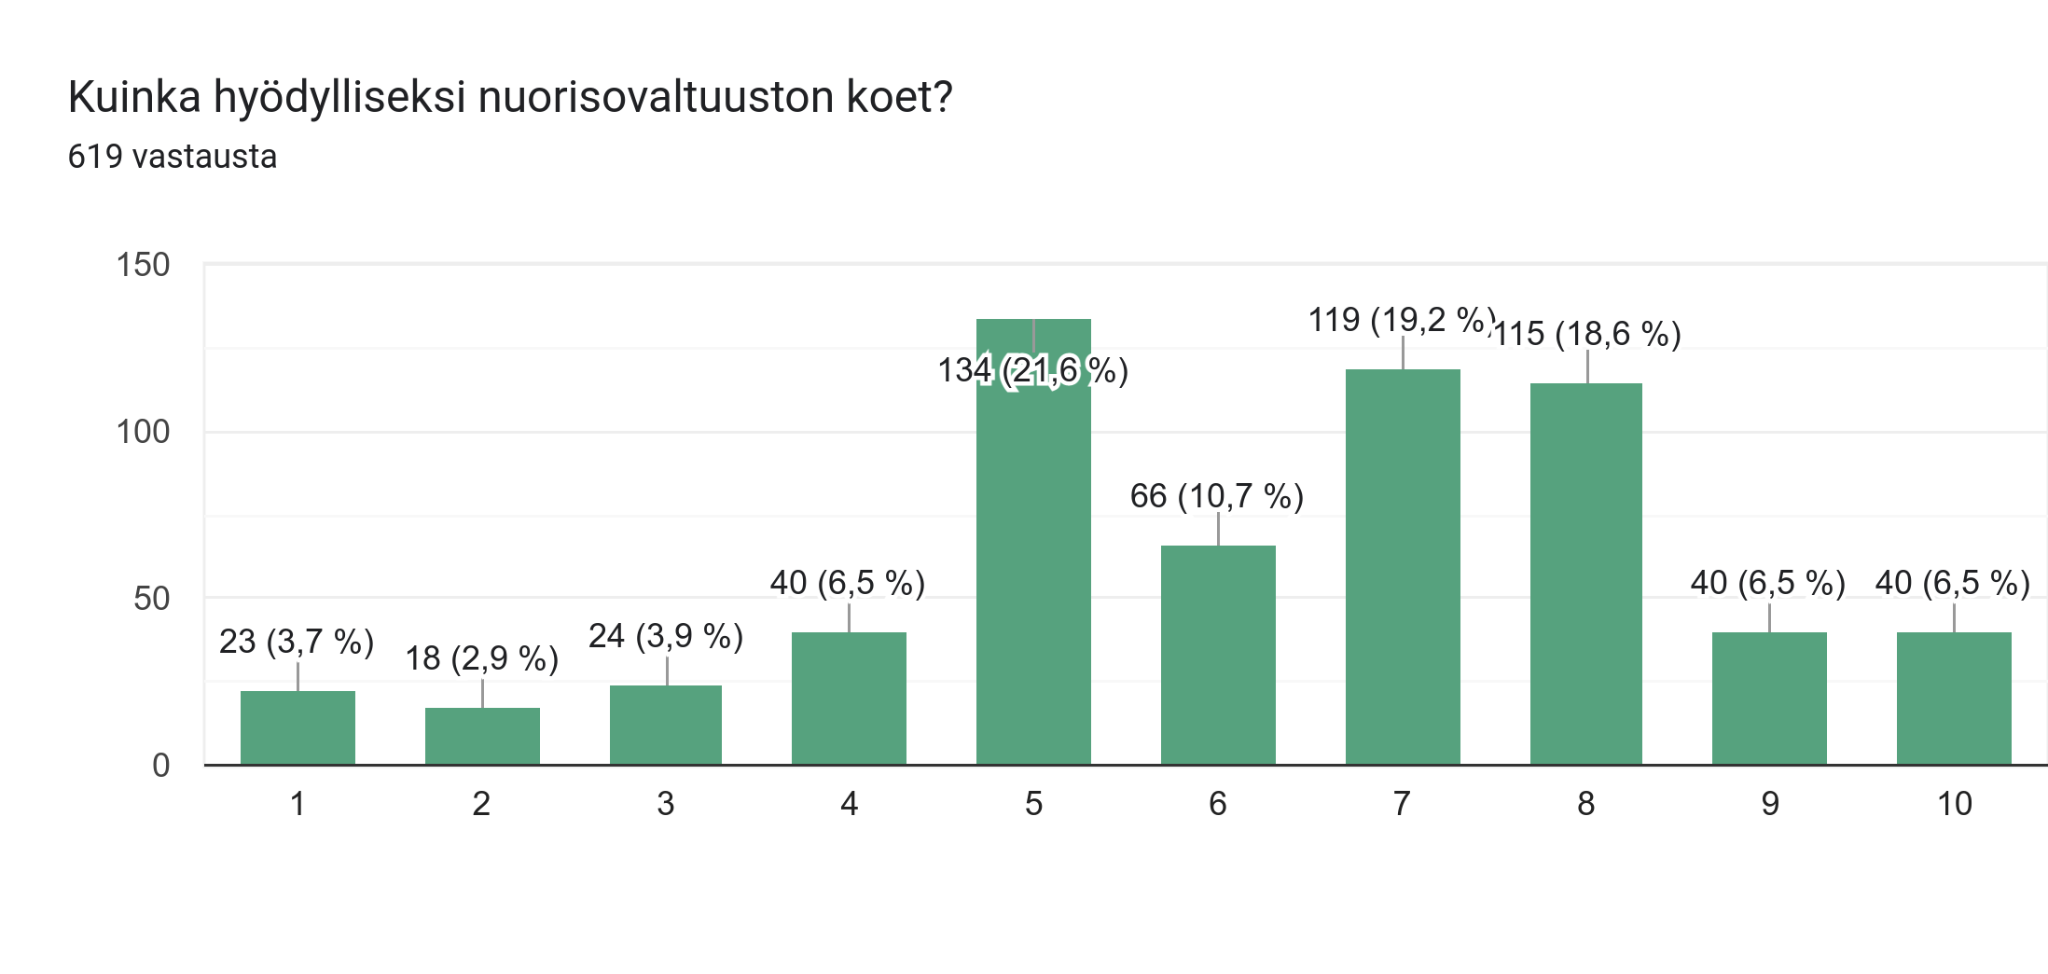 Kuinka hyödylliseksi nuorisovaltuuston koet?
619 vastausta
150
100
50
0
23 (3,7 %)
18 (2,9 %)
24 (3,9 %)
40 (6,5 %)
134 (21,6 %)
66 (10,7 %)
119 (19,2 %)
115 (18,6 %)
40 (6,5 %)
40 (6,5 %)
1 2 3 4 5 6 7 8 9 10